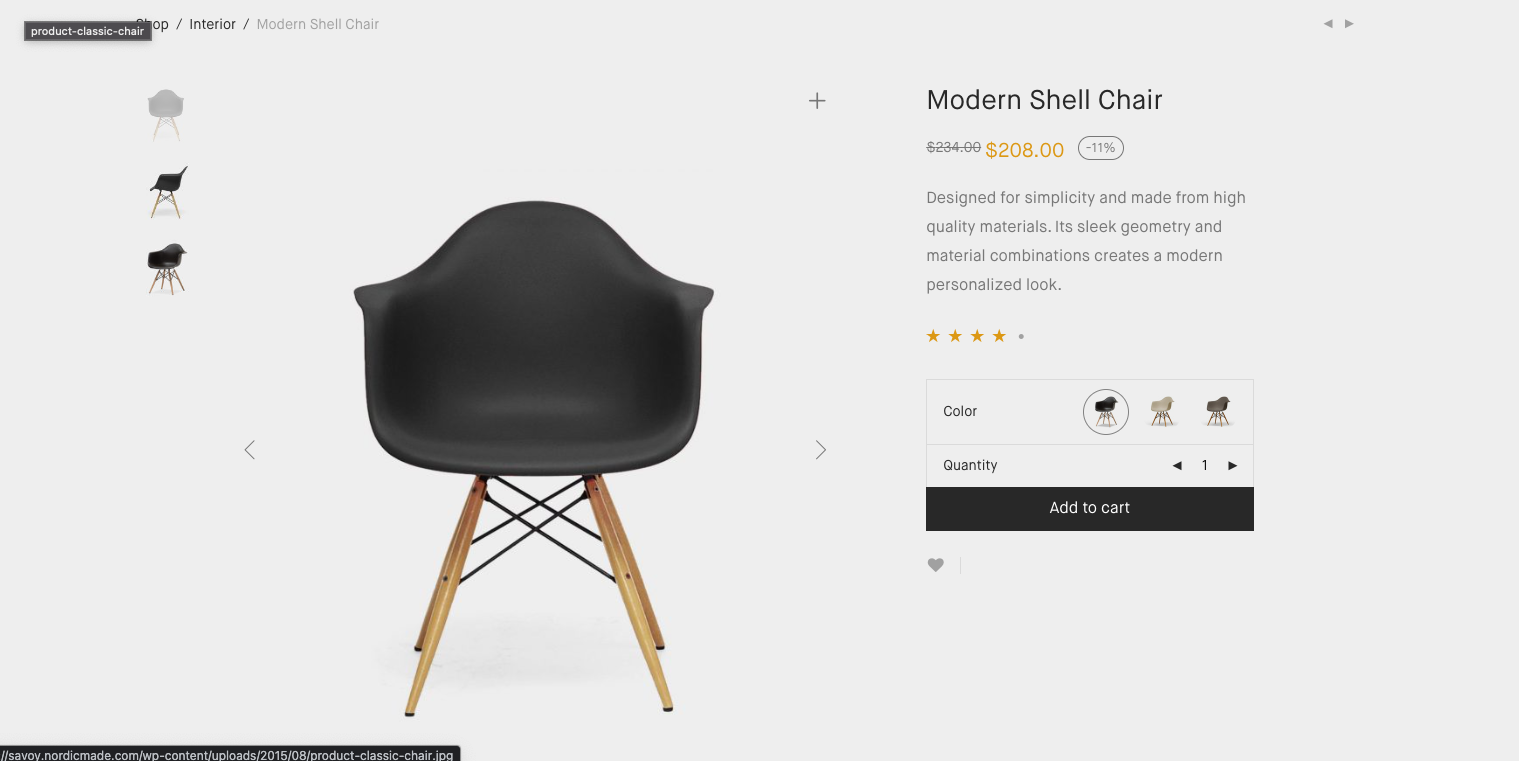 Shop / Interior / Modern Shell Chair
product-classic-chair
Modern Shell Chair
$234.00 $208.00 -11%
Designed for simplicity and made from high
quality materials. Its sleek geometry and
material combinations creates a modern
personalized look.
Color
Quantity 1
Add to cart
//savoy.nordicmade.com/wp-content/uploads/2015/08/product-classic-chair.jpg